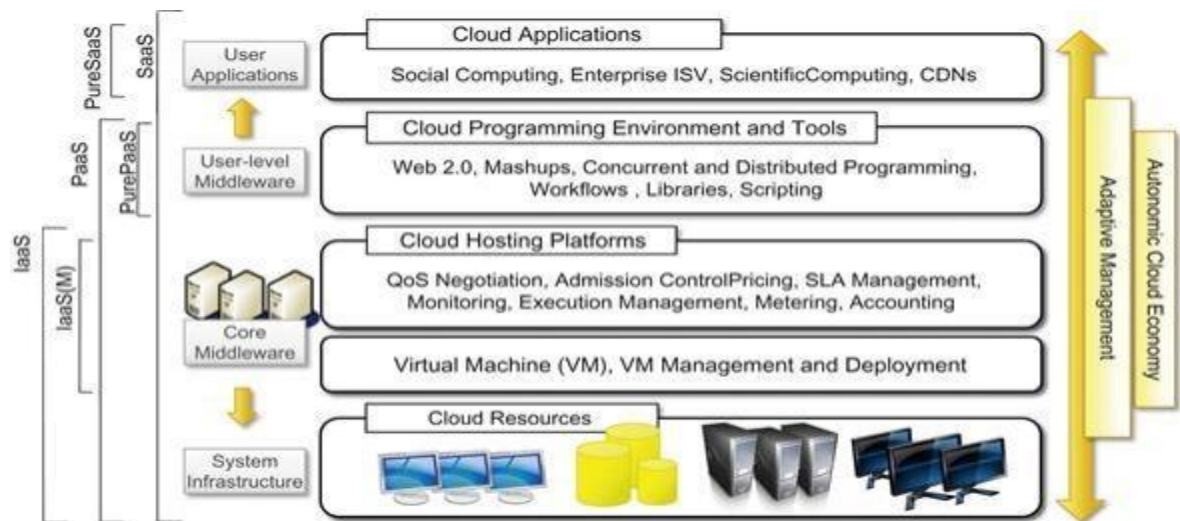 PureSaaS
SaaS
User
Applications
Cloud Applications
Social Computing, Enterprise ISV, ScientificComputing, CDNs
PaaS
PurePaaS
User-level
Middleware
Cloud Programming Environment and Tools
Web 2.0, Mashups, Concurrent and Distributed Programming,
Workflows , Libraries, Scripting
IaaS
IaaS(M)
Core
Middleware
Cloud Hosting Platforms
QoS Negotiation, Admission ControlPricing, SLA Management,
Monitoring, Execution Management, Metering, Accounting
Virtual Machine (VM), VM Management and Deployment
System
Infrastructure
Cloud Resources
Adaptive Management
Autonomic Cloud Economy